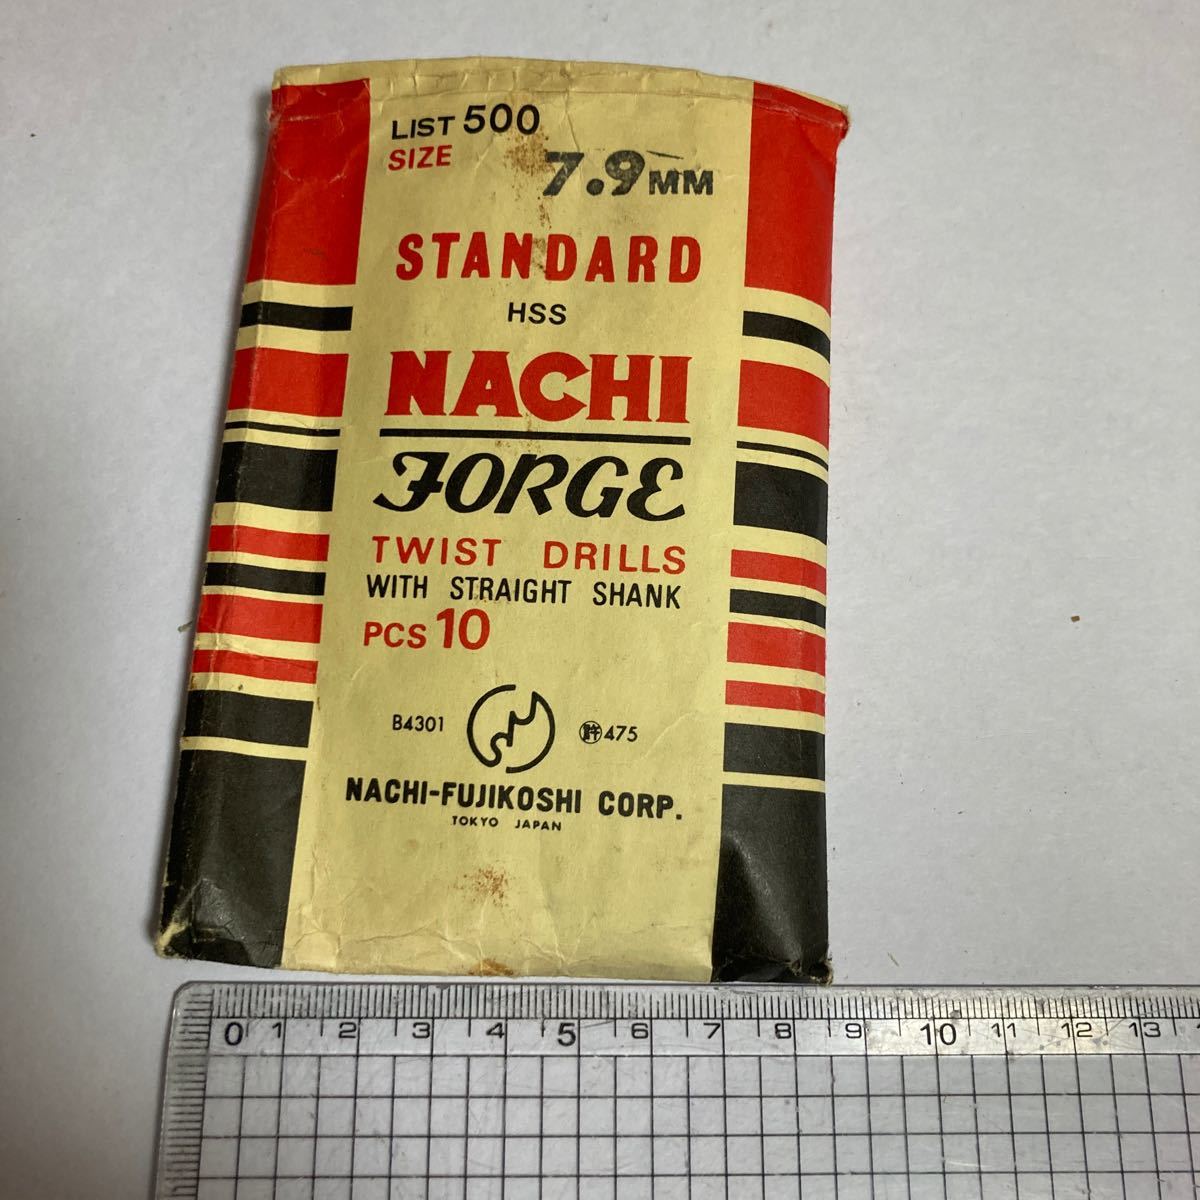 LIST 500
SIZE 7.9MM
STANDARD
HSS
NACHI
FORGE
TWIST DRILLS
WITH STRAIGHT SHANK
PCS 10
B4301 許475
NACHI-FUJIKOSHI CORP.
TOKYO JAPAN
0 1 2 3 4 5 6 7 8 9 10 11 12 13